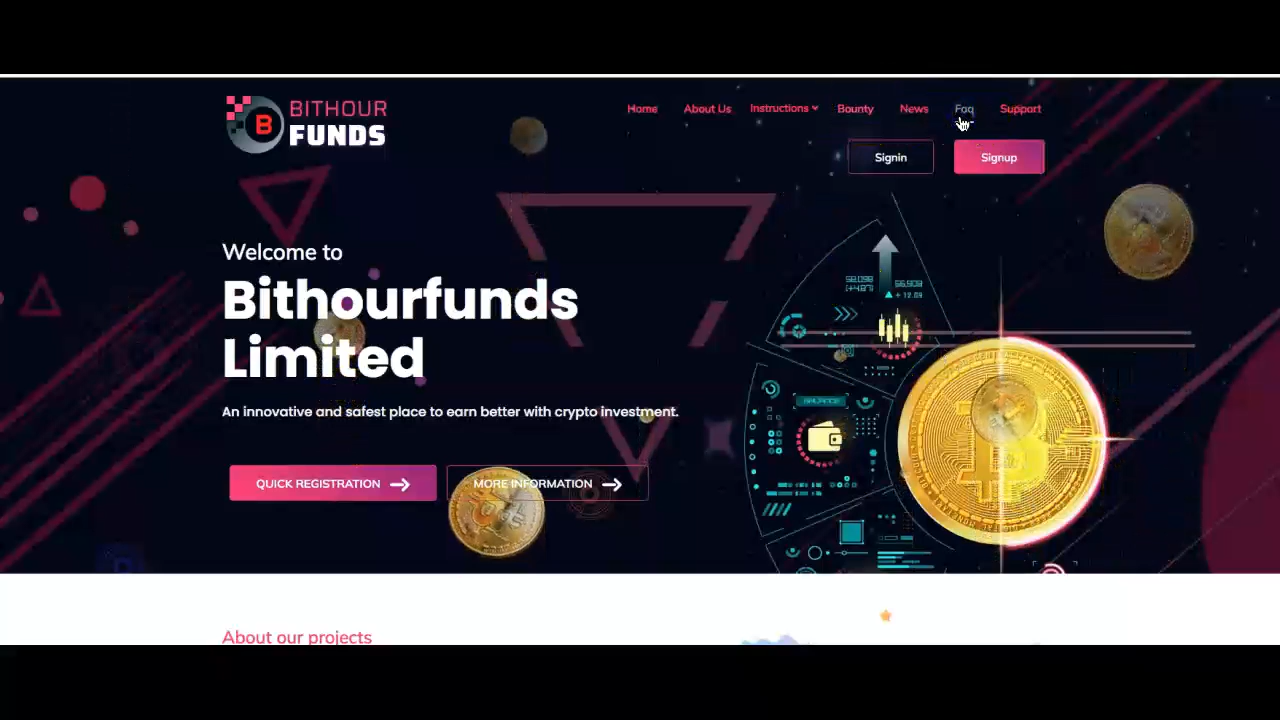 BITHOUR
FUNDS
Home About Us Instructions Bounty News Faq Support
Signin Signup
Welcome to
Bithourfunds
Limited
An innovative and safest place to earn better with crypto investment.
QUICK REGISTRATION MORE INFORMATION
BALANCE
About our projects